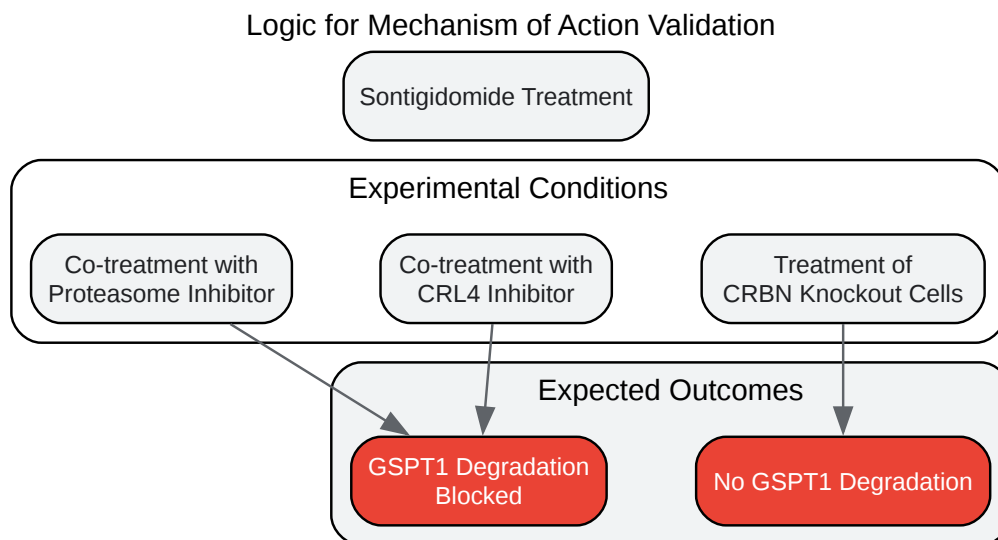 Logic for Mechanism of Action Validation
Sontigidomide Treatment
Experimental Conditions
Co-treatment with
Proteasome Inhibitor
Co-treatment with
CRL4 Inhibitor
Treatment of
CRBN Knockout Cells
Expected Outcomes
GSPT1 Degradation
Blocked
No GSPT1 Degradation